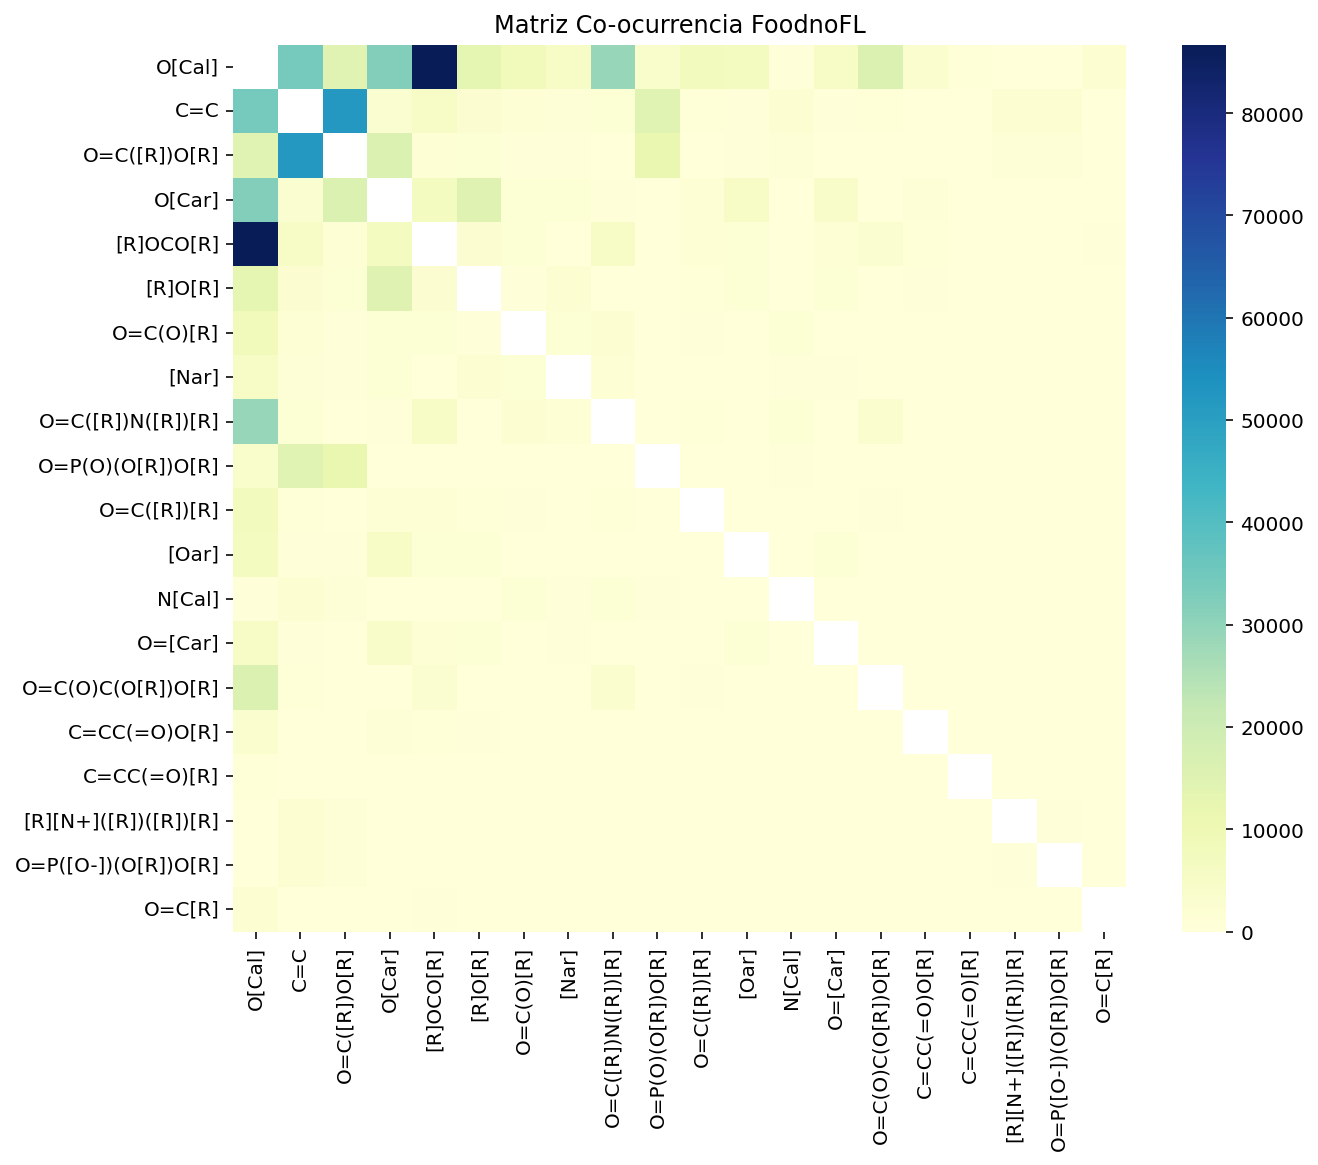 Matriz Co-ocurrencia FoodnoFL
O[Cal]
C=C
O=C([R])O[R]
O[Car]
[R]OCO[R]
[R]O[R]
O=C(O)[R]
[Nar]
O=C([R])N([R])[R]
O=P(O)(O[R])O[R]
O=C([R])[R]
[Oar]
N[Cal]
O=[Car]
O=C(O)C(O[R])O[R]
C=CC(=O)O[R]
C=CC(=O)[R]
[R][N+]([R])([R])[R]
O=P([O-])(O[R])O[R]
O=C[R]
O[Cal]
C=C
O=C([R])O[R]
O[Car]
[R]OCO[R]
[R]O[R]
O=C(O)[R]
[Nar]
O=C([R])N([R])[R]
O=P(O)(O[R])O[R]
O=C([R])[R]
[Oar]
N[Cal]
O=[Car]
O=C(O)C(O[R])O[R]
C=CC(=O)O[R]
C=CC(=O)[R]
[R][N+]([R])([R])[R]
O=P([O-])(O[R])O[R]
O=C[R]
80000
70000
60000
50000
40000
30000
20000
10000
0